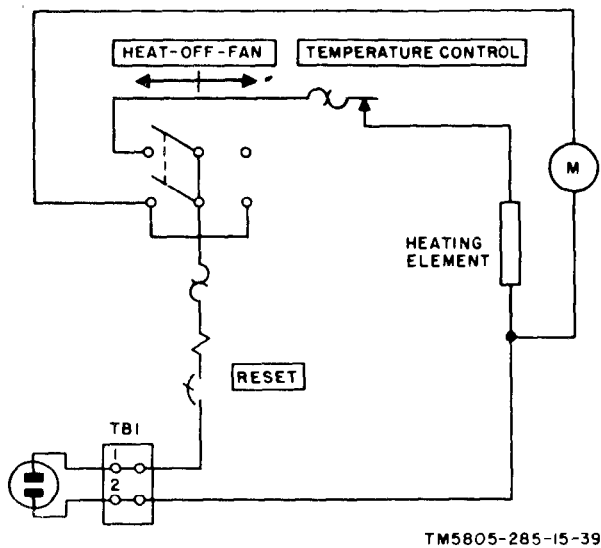 HEAT-OFF-FAN
TEMPERATURE CONTROL
M
HEATING
ELEMENT
RESET
TB1
1
2
TM5805-285-15-39